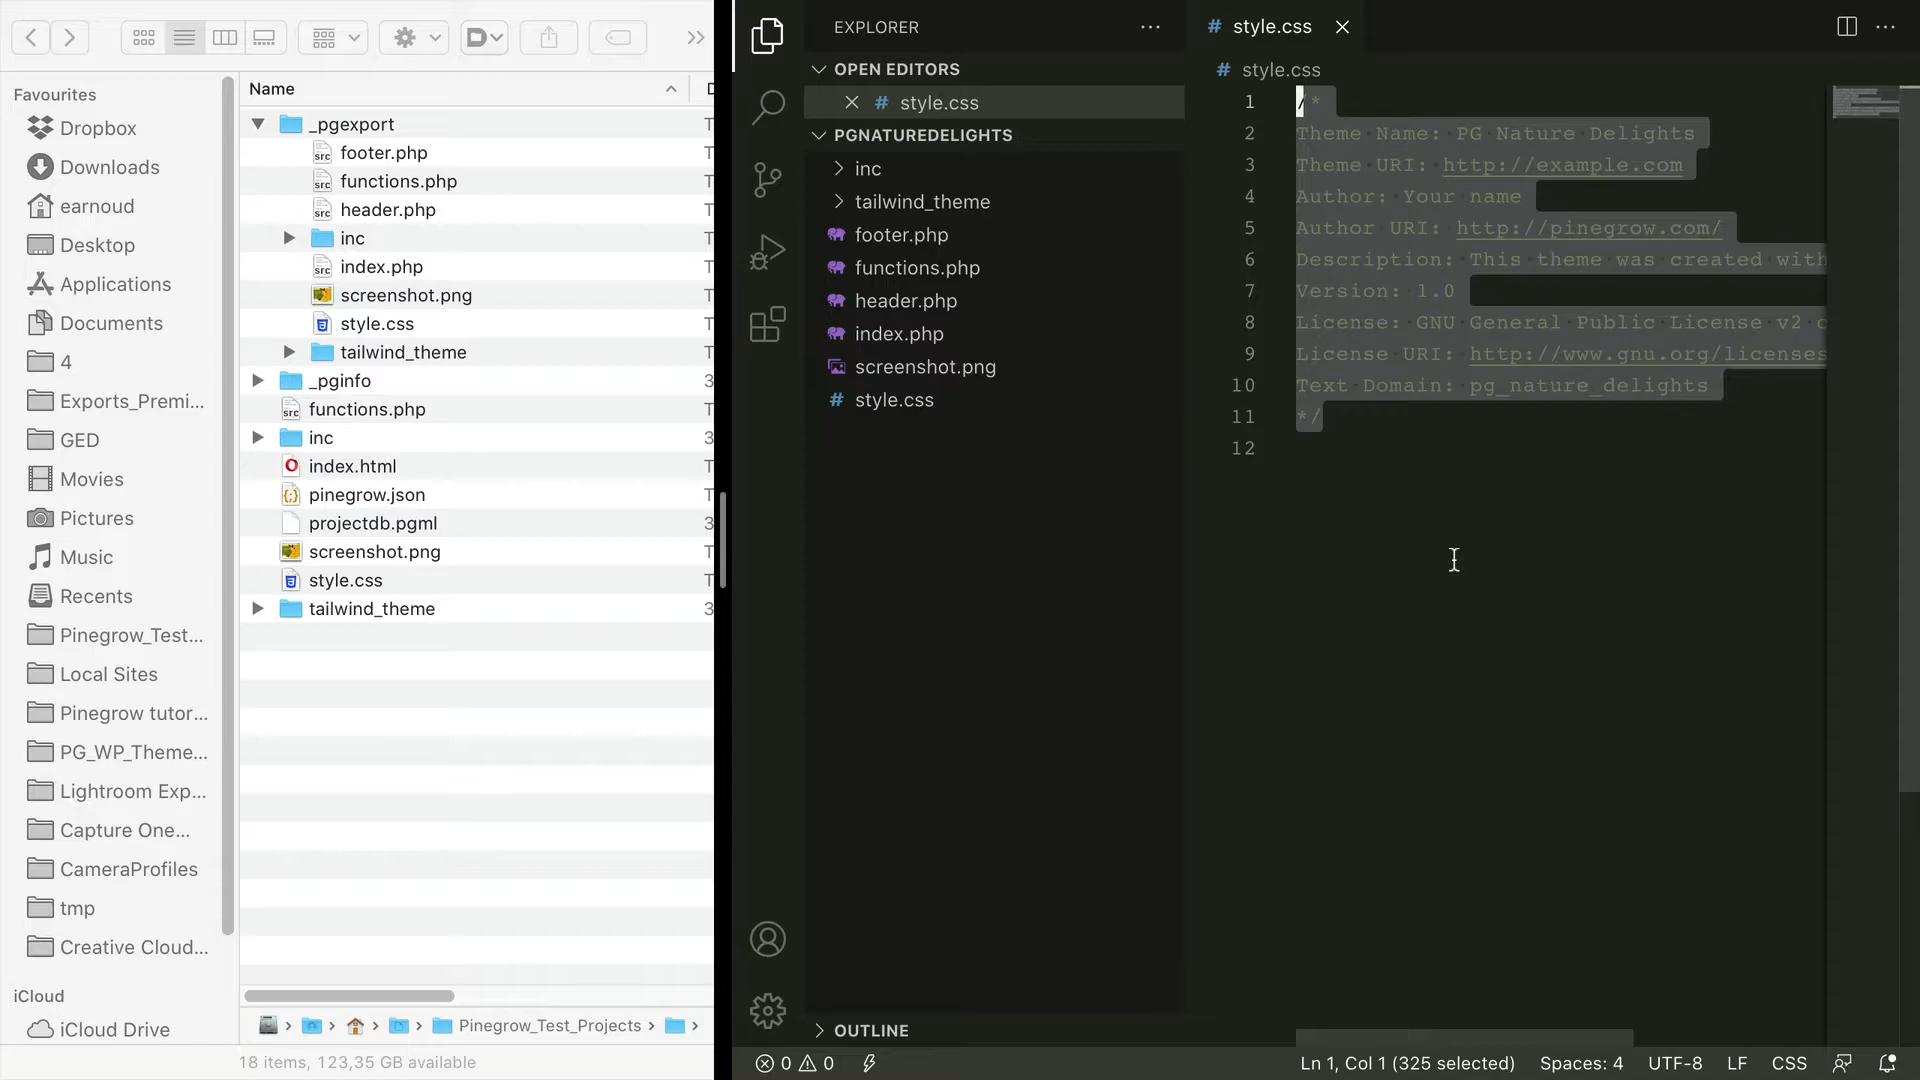 Favourites
Dropbox
Downloads
earnoud
Desktop
Applications
Documents
4
Exports_Premi...
GED
Movies
Pictures
Music
Recents
Pinegrow_Test...
Local Sites
Pinegrow tutor...
PG_WP_Theme...
Lightroom Exp...
Capture One...
CameraProfiles
tmp
Creative Cloud...
iCloud
iCloud Drive
Name
_pgexport
footer.php
functions.php
header.php
inc
index.php
screenshot.png
style.css
tailwind_theme
_pginfo
functions.php
inc
index.html
pinegrow.json
projectdb.pgml
screenshot.png
style.css
tailwind_theme
Pinegrow_Test_Projects
18 items, 123,35 GB available
EXPLORER
OPEN EDITORS
# style.css
PGNATUREDELIGHTS
inc
tailwind_theme
footer.php
functions.php
header.php
index.php
screenshot.png
# style.css
OUTLINE
# style.css
# style.css
1 /*
2 Theme Name: PG Nature Delights
3 Theme URI: http://example.com
4 Author: Your name
5 Author URI: http://pinegrow.com/
6 Description: This theme was created with
7 Version: 1.0
8 License: GNU General Public License v2 o
9 License URI: http://www.gnu.org/licenses
10 Text Domain: pg_nature_delights
11 */
12
0 0
Ln 1, Col 1 (325 selected) Spaces: 4 UTF-8 LF CSS